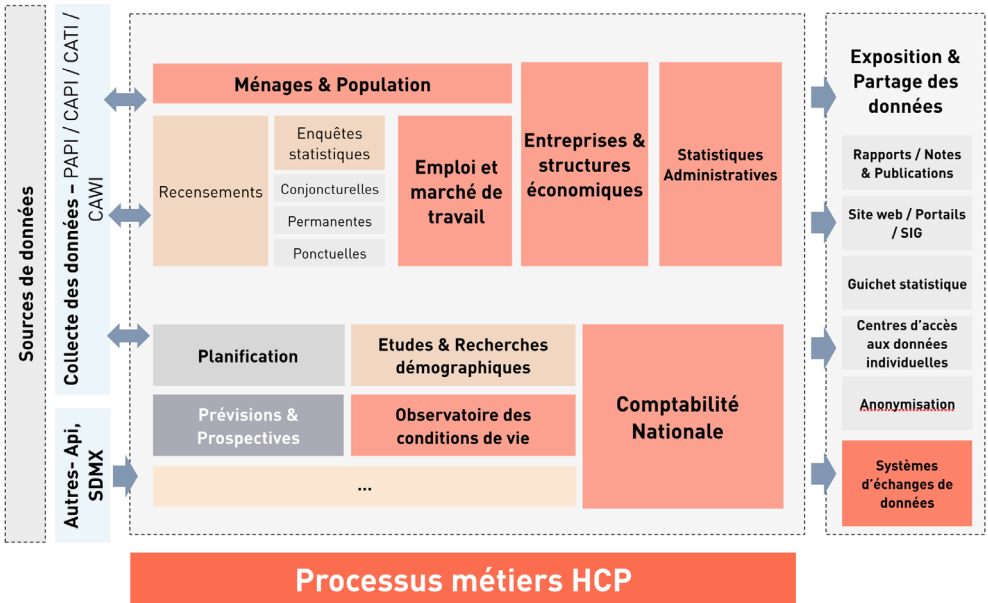 Sources de données
Collecte des données – PAPI / CAPI / CATI /
CAWI
Autres- Api,
SDMX
Ménages & Population
Recensements
Enquêtes
statistiques
Conjoncturelles
Permanentes
Ponctuelles
Emploi et
marché de
travail
Entreprises &
structures
économiques
Statistiques
Administratives
Planification
Etudes & Recherches
démographiques
Prévisions &
Prospectives
Observatoire des
conditions de vie
...
Comptabilité
Nationale
Exposition &
Partage des
données
Rapports / Notes
& Publications
Site web / Portails
/ SIG
Guichet statistique
Centres d'accès
aux données
individuelles
Anonymisation
Systèmes
d'échanges de
données
Processus métiers HCP